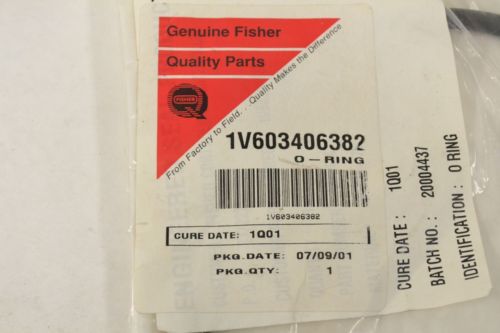 Genuine Fisher
Quality Parts
FISHER
From Factory to Field. . . Quality Makes the Difference
1V603406382
O-RING
1V603406382
CURE DATE: 1Q01
PKG.DATE: 07/09/01
PKG.QTY: 1
CURE DATE : 1Q01
BATCH NO. : 20004437
IDENTIFICATION : O RING